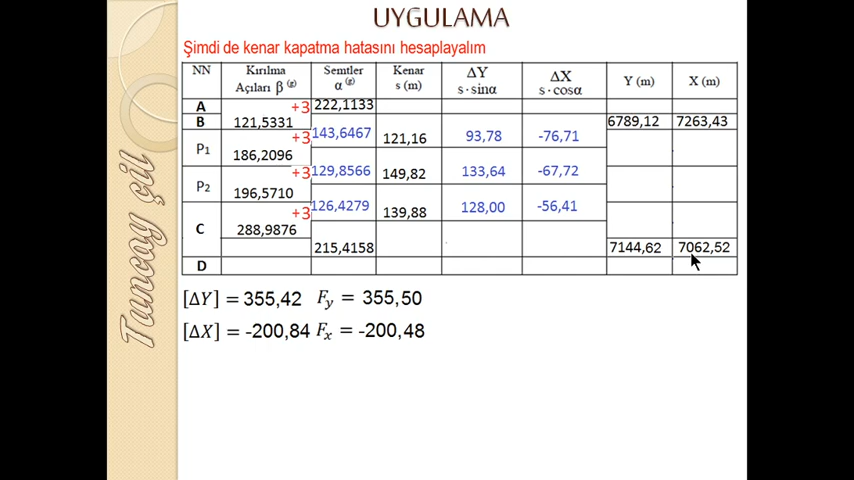 UYGULAMA
Şimdi de kenar kapatma hatasını hesaplayalım
NN Kırılma Açıları β (g) Semtler α(g) Kenar s (m) ΔY s·sinα ΔX s·cosα Y (m) X (m)
A +3 222,1133
B 121,5331 6789,12 7263,43
+3 143,6467 121,16 93,78 -76,71
P1 186,2096
+3 129,8566 149,82 133,64 -67,72
P2 196,5710
+3 126,4279 139,88 128,00 -56,41
C 288,9876
215,4158 7144,62 7062,52
D
[ΔY] = 355,42 Fy = 355,50
[ΔX] = -200,84 Fx = -200,48
Tuncay çil